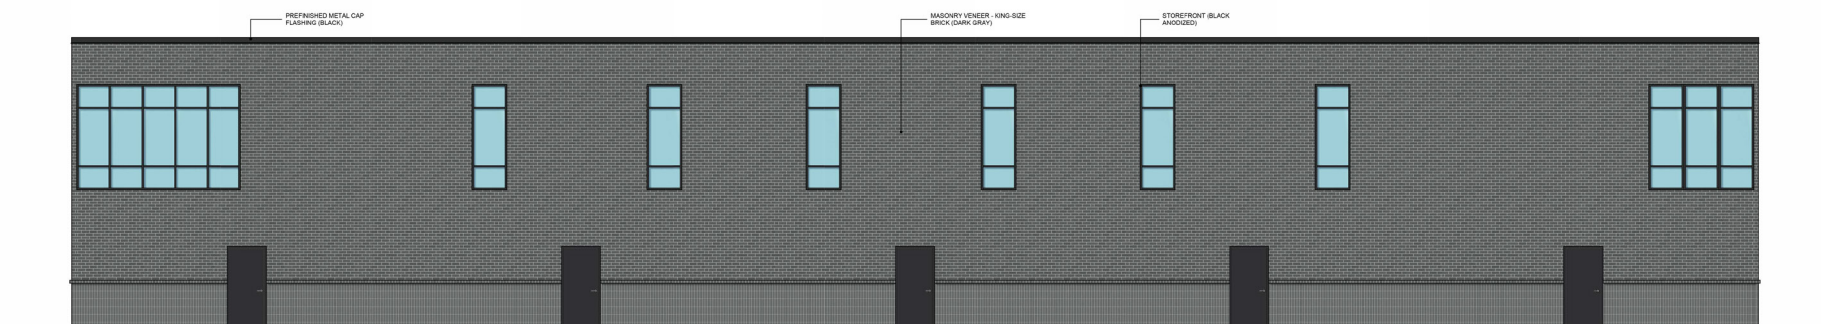 PREFINISHED METAL CAP
FLASHING (BLACK)
MASONRY VENEER - KING-SIZE
BRICK (DARK GRAY)
STOREFRONT (BLACK
ANODIZED)